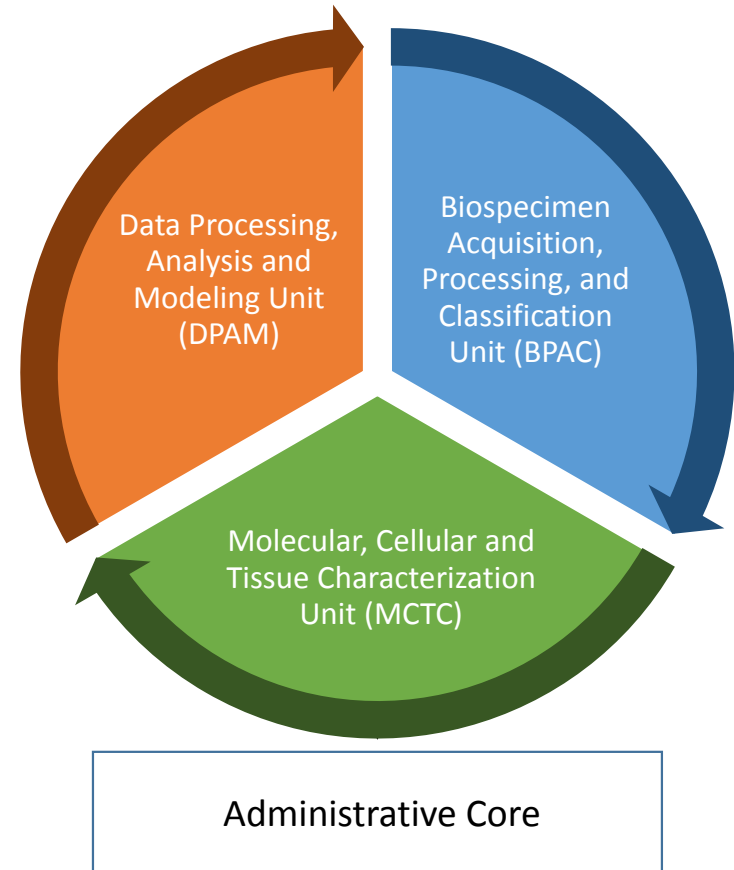 Data Processing,
Analysis and
Modeling Unit
(DPAM)
Biospecimen
Acquisition,
Processing, and
Classification
Unit (BPAC)
Molecular, Cellular and
Tissue Characterization
Unit (MCTC)
Administrative Core